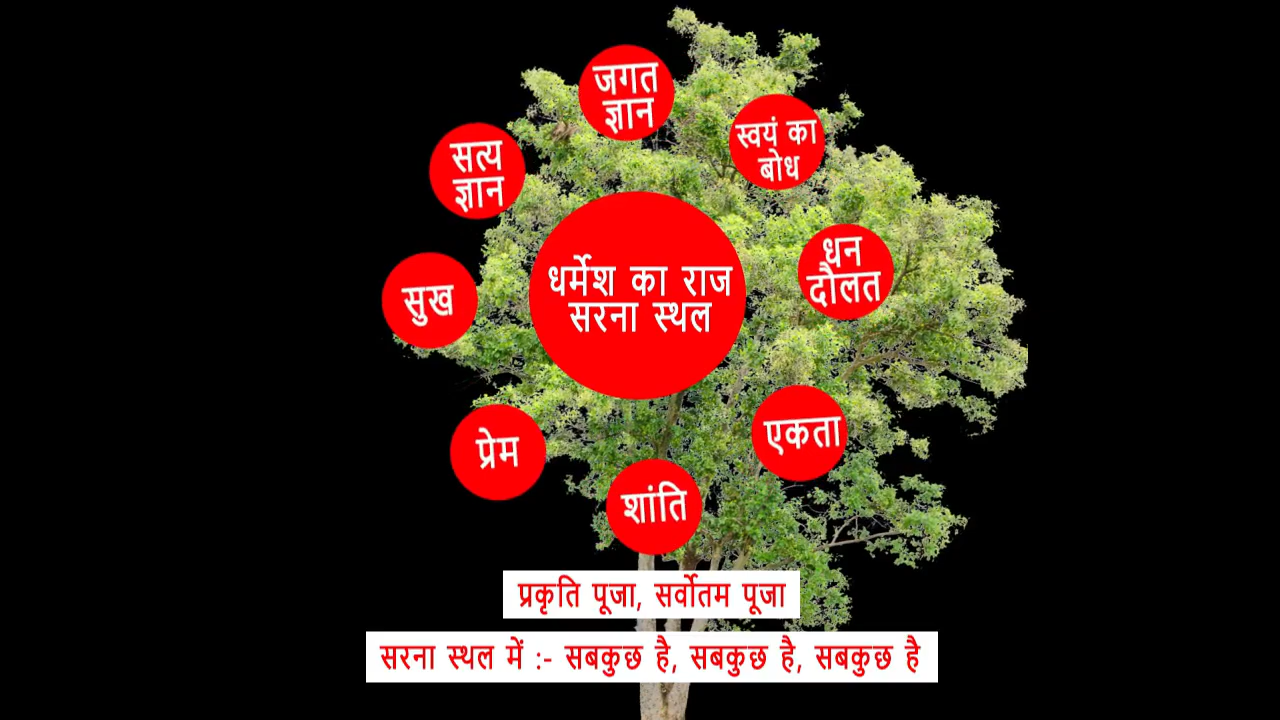 जगत
ज्ञान
स्वयं का
बोध
सत्य
ज्ञान
धन
दौलत
सुख
धर्मेश का राज
सरना स्थल
एकता
प्रेम
शांति
प्रकृति पूजा, सर्वोतम पूजा
सरना स्थल में :- सबकुछ है, सबकुछ है, सबकुछ है